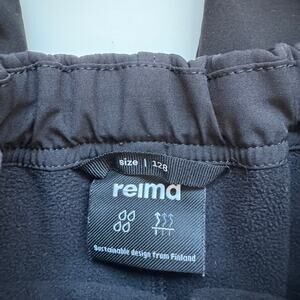 size | 128
reima
Sustainable design from Finland